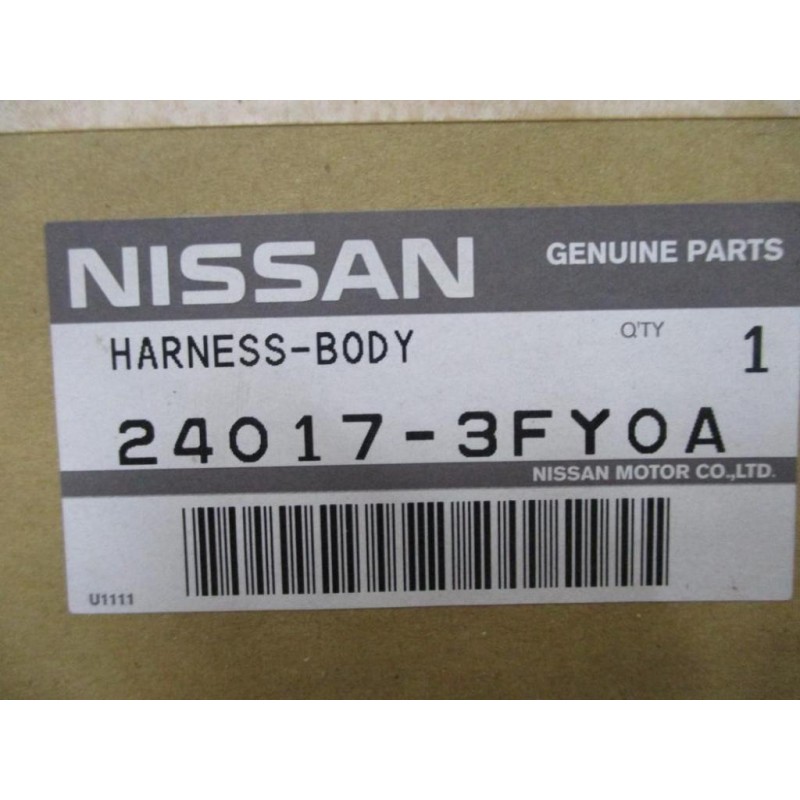 NISSAN GENUINE PARTS
HARNESS-BODY Q'TY 1
24017-3FY0A
NISSAN MOTOR CO.,LTD.
U1111